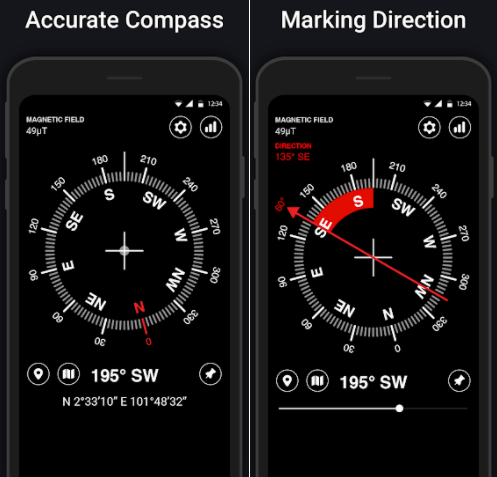 Accurate Compass
12:34
MAGNETIC FIELD
49µT
180
210
150
240
120
270
90
300
60
330
30
0
S
SW
SE
W
E
NW
NE
N
195° SW
N 2°33'10" E 101°48'32"
Marking Direction
12:34
MAGNETIC FIELD
49µT
DIRECTION
135° SE
60°
180
210
150
240
120
270
90
300
60
330
30
0
S
SW
SE
W
E
NW
NE
N
195° SW